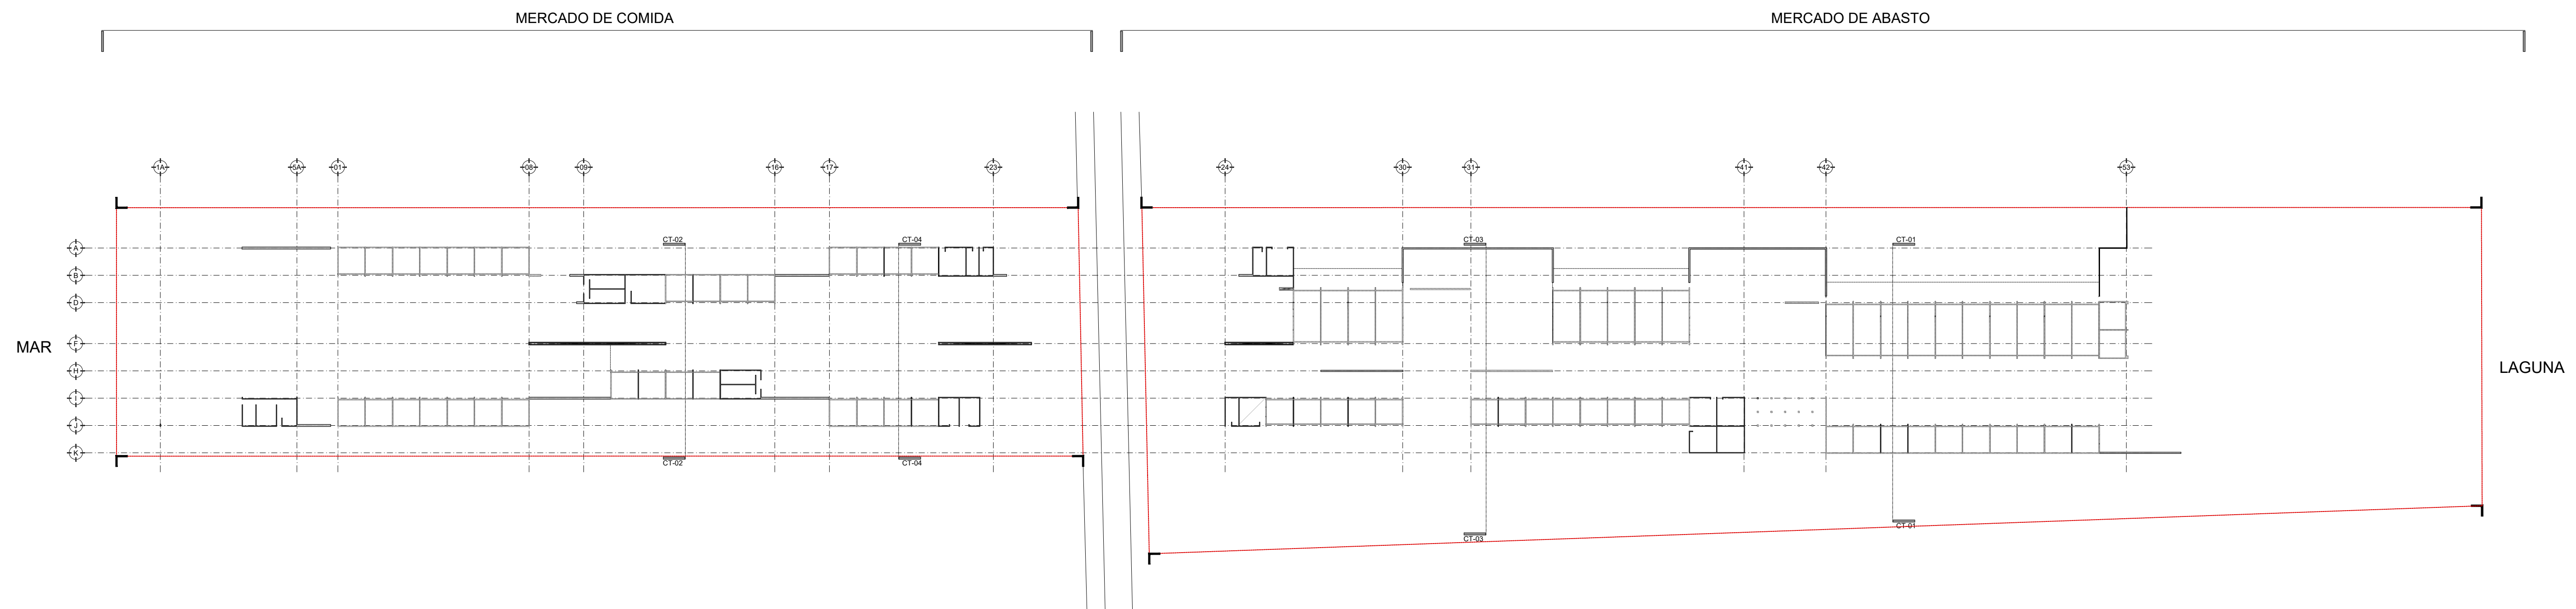 MERCADO DE COMIDA
MERCADO DE ABASTO
1A
5A
01
08
09
16
17
23
24
30
31
41
42
53
A
CT-02
CT-04
CT-03
CT-01
B
D
F
MAR
H
LAGUNA
I
J
K
CT-02
CT-04
CT-01
CT-03